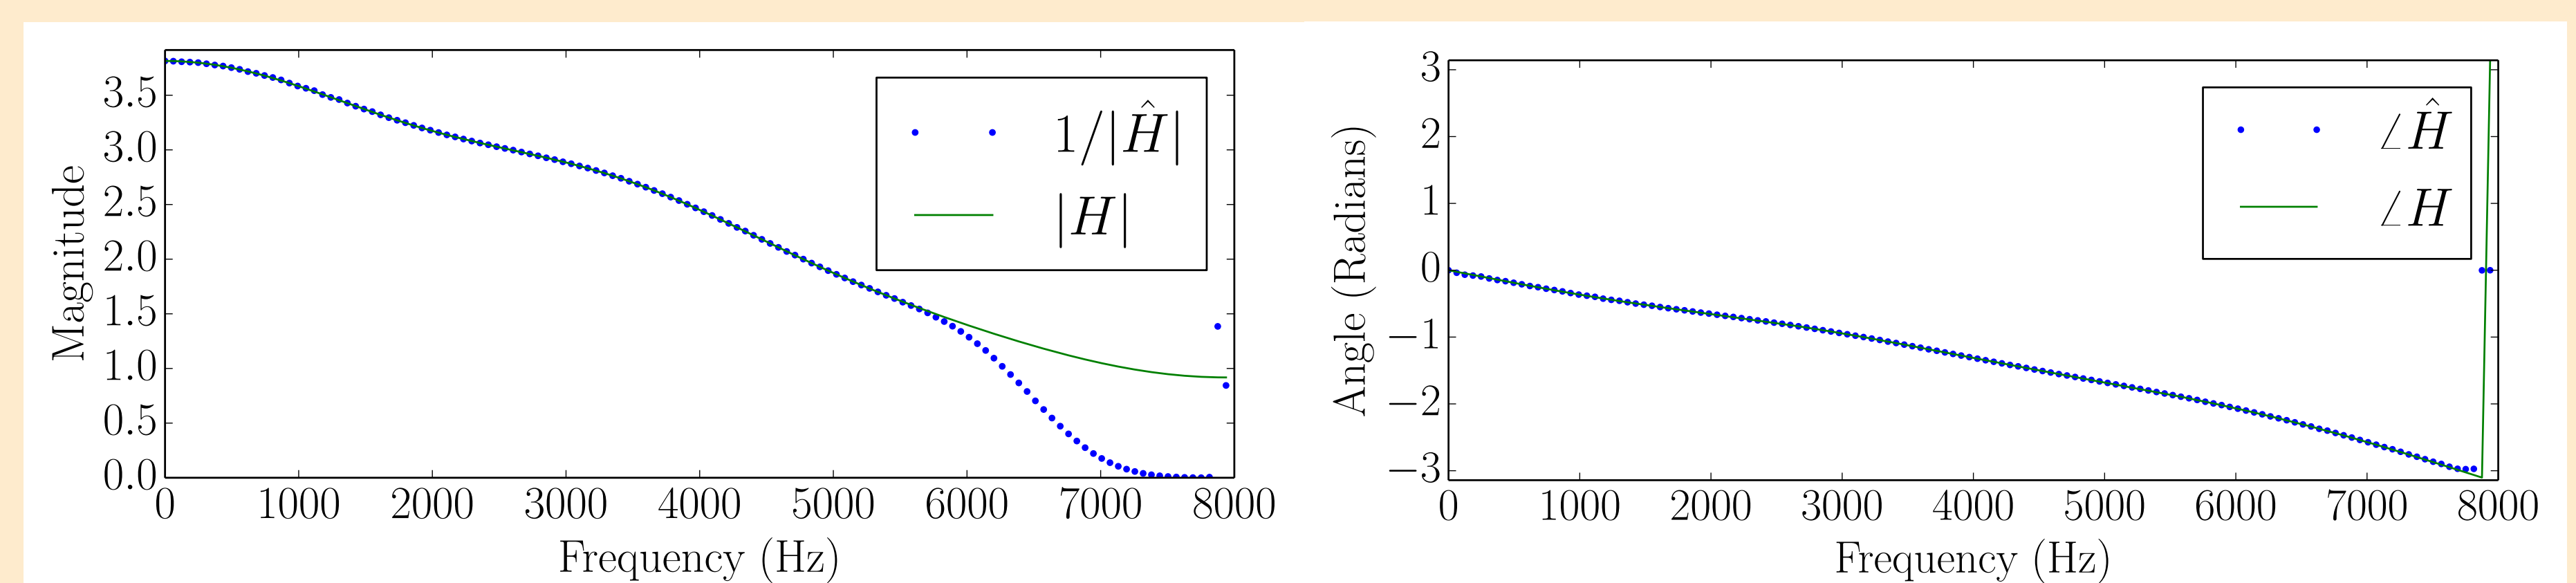 3.5
3.0
2.5
2.0
1.5
1.0
0.5
0.0
Magnitude
1/|Ĥ|
|H|
0 1000 2000 3000 4000 5000 6000 7000 8000
Frequency (Hz)
3
2
1
0
−1
−2
−3
Angle (Radians)
∠Ĥ
∠H
0 1000 2000 3000 4000 5000 6000 7000 8000
Frequency (Hz)